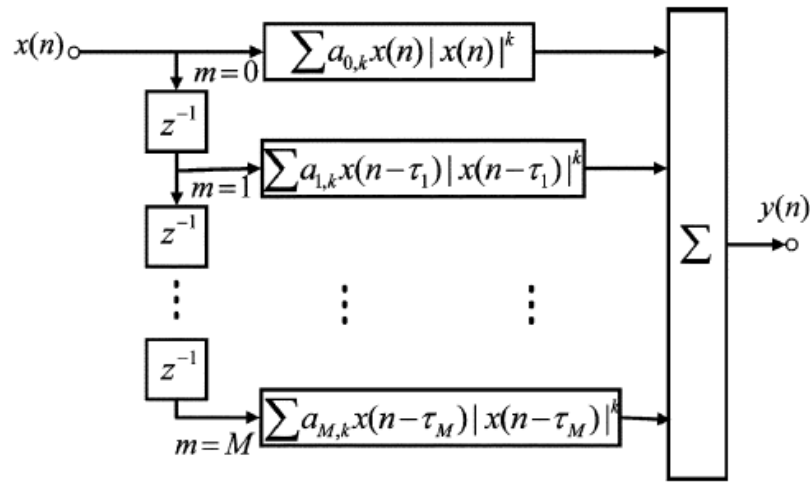 x(n)
m=0
∑a_{0,k}x(n)|x(n)|^k
z^{-1}
m=1
∑a_{1,k}x(n-τ_1)|x(n-τ_1)|^k
z^{-1}
∑
y(n)
z^{-1}
m=M
∑a_{M,k}x(n-τ_M)|x(n-τ_M)|^k